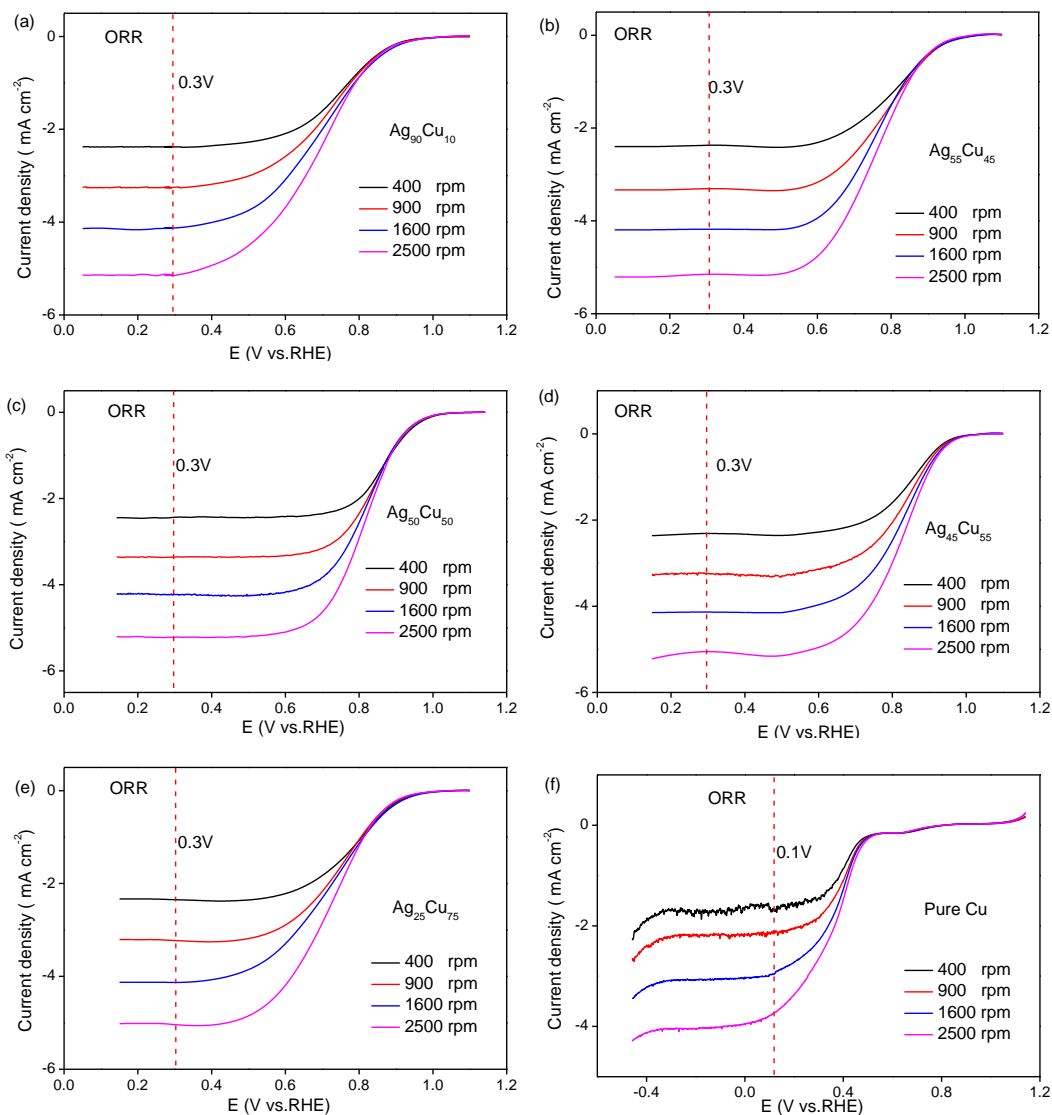 (a)
ORR
0.3V
Ag90Cu10
400 rpm
900 rpm
1600 rpm
2500 rpm
Current density ( mA cm-2)
0
-2
-4
-6
0.0 0.2 0.4 0.6 0.8 1.0 1.2
E (V vs.RHE)
(b)
ORR
0.3V
Ag55Cu45
400 rpm
900 rpm
1600 rpm
2500 rpm
Current density ( mA cm-2)
0
-2
-4
-6
0.0 0.2 0.4 0.6 0.8 1.0 1.2
E (V vs.RHE)
(c)
ORR
0.3V
Ag50Cu50
400 rpm
900 rpm
1600 rpm
2500 rpm
Current density ( mA cm-2)
0
-2
-4
-6
0.0 0.2 0.4 0.6 0.8 1.0 1.2
E (V vs.RHE)
(d)
ORR
0.3V
Ag45Cu55
400 rpm
900 rpm
1600 rpm
2500 rpm
Current density ( mA cm-2)
0
-2
-4
-6
0.0 0.2 0.4 0.6 0.8 1.0 1.2
E (V vs.RHE)
(e)
ORR
0.3V
Ag25Cu75
400 rpm
900 rpm
1600 rpm
2500 rpm
Current density ( mA cm-2)
0
-2
-4
-6
0.0 0.2 0.4 0.6 0.8 1.0 1.2
E (V vs.RHE)
(f)
ORR
0.1V
Pure Cu
400 rpm
900 rpm
1600 rpm
2500 rpm
Current density ( mA cm-2)
0
-2
-4
-0.4 0.0 0.4 0.8 1.2
E (V vs.RHE)